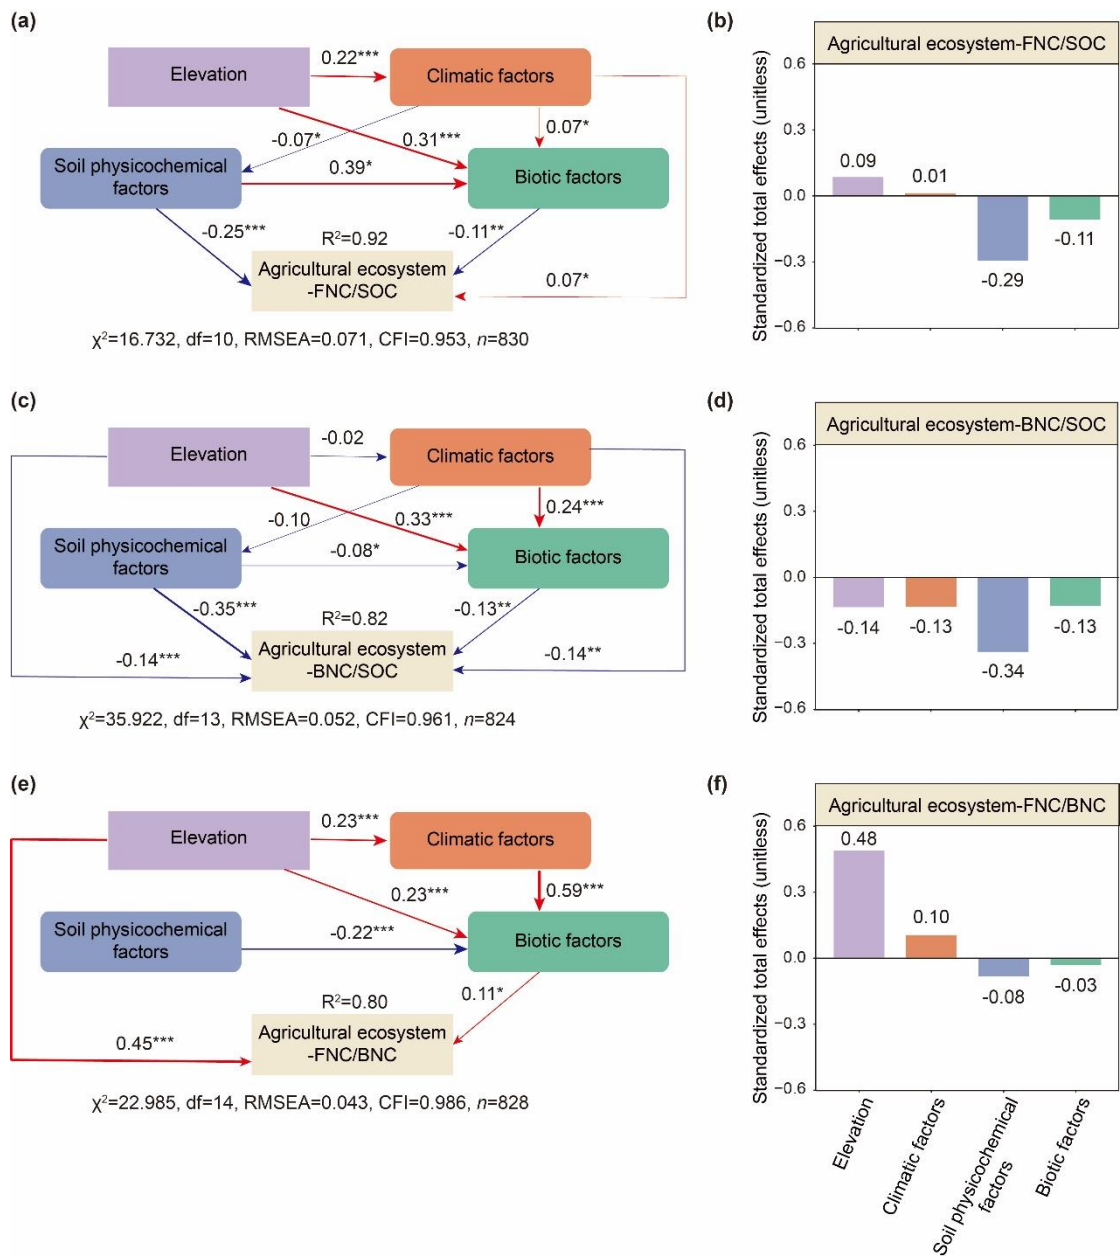 (a)
Elevation
0.22***
Climatic factors
-0.07*
0.31***
0.07*
Soil physicochemical
factors
0.39*
Biotic factors
-0.25***
R²=0.92
-0.11**
Agricultural ecosystem
-FNC/SOC
0.07*
χ²=16.732, df=10, RMSEA=0.071, CFI=0.953, n=830
(b)
Agricultural ecosystem-FNC/SOC
Standardized total effects (unitless)
0.6
0.3
0.0
−0.3
−0.6
0.09
0.01
-0.29
-0.11
(c)
Elevation
-0.02
Climatic factors
-0.10
0.33***
0.24***
Soil physicochemical
factors
-0.08*
Biotic factors
-0.35***
R²=0.82
-0.13**
Agricultural ecosystem
-BNC/SOC
-0.14***
-0.14**
χ²=35.922, df=13, RMSEA=0.052, CFI=0.961, n=824
(d)
Agricultural ecosystem-BNC/SOC
Standardized total effects (unitless)
0.6
0.3
0.0
−0.3
−0.6
-0.14
-0.13
-0.34
-0.13
(e)
Elevation
0.23***
Climatic factors
0.23***
0.59***
Soil physicochemical
factors
-0.22***
Biotic factors
R²=0.80
0.11*
Agricultural ecosystem
-FNC/BNC
0.45***
χ²=22.985, df=14, RMSEA=0.043, CFI=0.986, n=828
(f)
Agricultural ecosystem-FNC/BNC
Standardized total effects (unitless)
0.6
0.3
0.0
−0.3
−0.6
0.48
0.10
-0.08
-0.03
Elevation
Climatic factors
Soil physicochemical
factors
Biotic factors